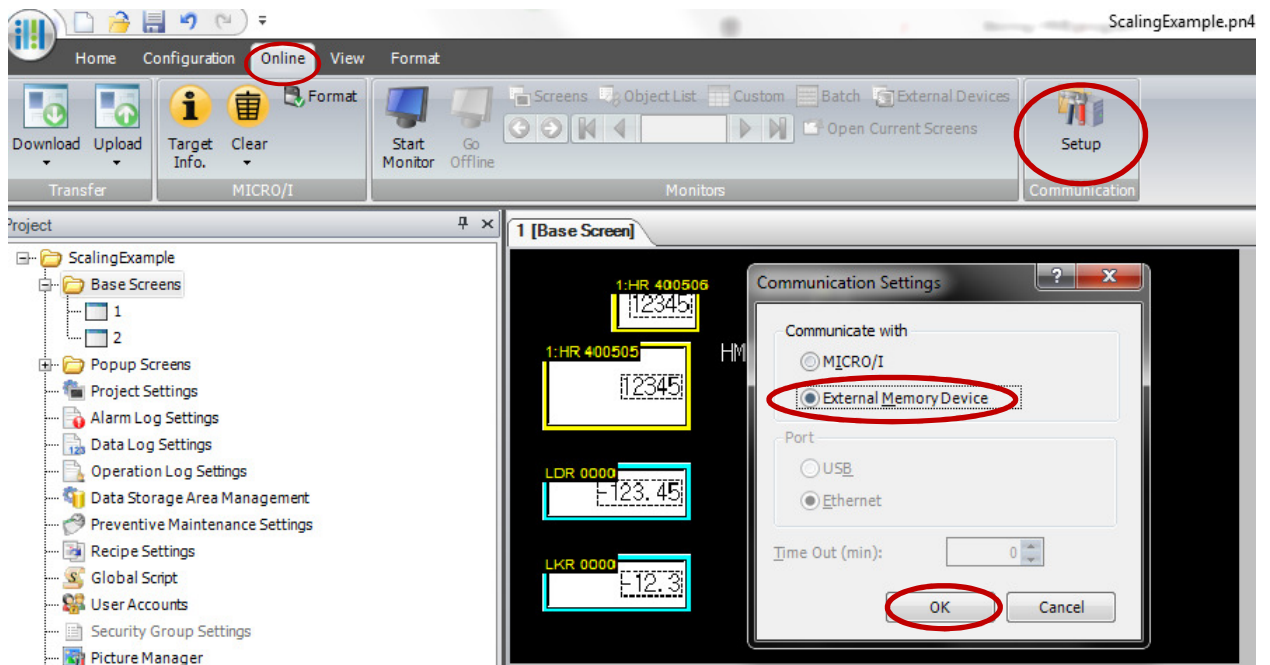 ScalingExample.pn4
Home Configuration Online View Format
Format
Screens Object List Custom Batch External Devices
Open Current Screens
Download Upload Target Info. Clear Start Monitor Go Offline Setup
Transfer MICRO/I Monitors Communication
Project
ScalingExample
Base Screens
1
2
Popup Screens
Project Settings
Alarm Log Settings
Data Log Settings
Operation Log Settings
Data Storage Area Management
Preventive Maintenance Settings
Recipe Settings
Global Script
User Accounts
Security Group Settings
Picture Manager
1 [Base Screen]
1:HR 400506
12345
1:HR 400505
12345
HM
LDR 0000
-123.45
LKR 0000
-12.3
Communication Settings
Communicate with
MICRO/I
External Memory Device
Port
USB
Ethernet
Time Out (min): 0
OK Cancel